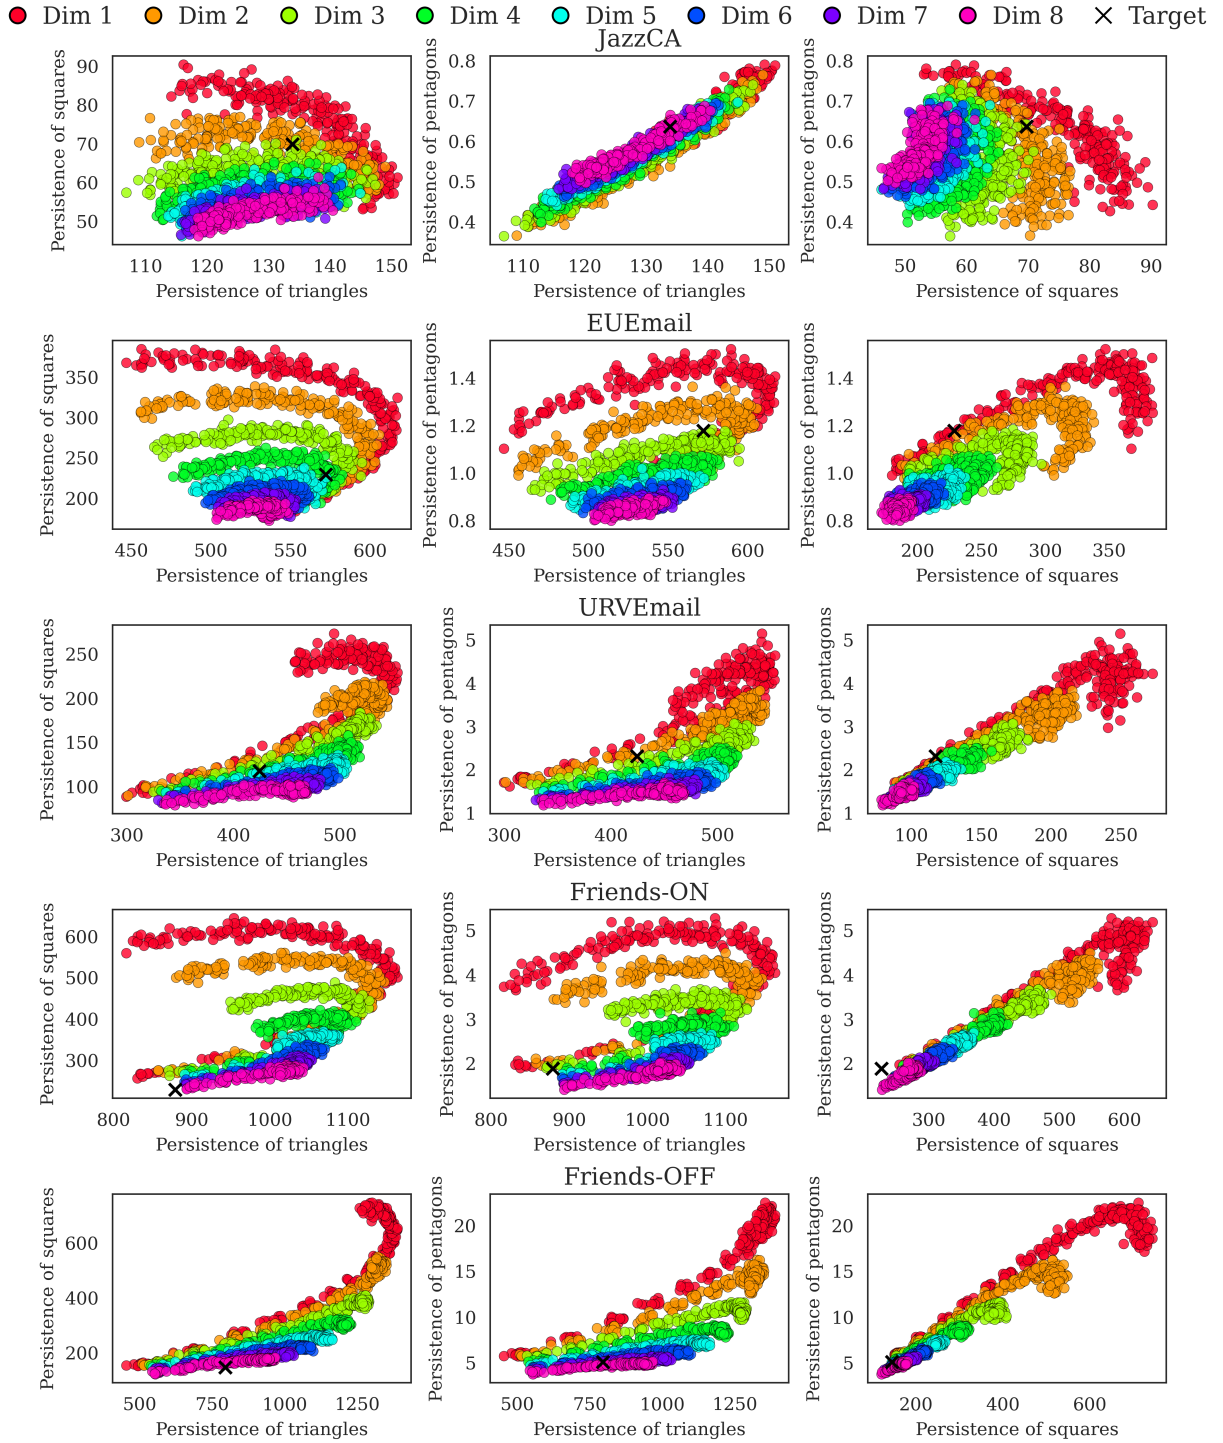 Dim 1 Dim 2 Dim 3 Dim 4 Dim 5 Dim 6 Dim 7 Dim 8 Target
JazzCA
Persistence of squares
90
80
70
60
50
110 120 130 140 150
Persistence of triangles
Persistence of pentagons
0.8
0.7
0.6
0.5
0.4
110 120 130 140 150
Persistence of triangles
Persistence of pentagons
0.8
0.7
0.6
0.5
0.4
50 60 70 80 90
Persistence of squares
EUEmail
Persistence of squares
350
300
250
200
450 500 550 600
Persistence of triangles
Persistence of pentagons
1.4
1.2
1.0
0.8
450 500 550 600
Persistence of triangles
Persistence of pentagons
1.4
1.2
1.0
0.8
200 250 300 350
Persistence of squares
URVEmail
Persistence of squares
250
200
150
100
300 400 500
Persistence of triangles
Persistence of pentagons
5
4
3
2
1
300 400 500
Persistence of triangles
Persistence of pentagons
5
4
3
2
1
100 150 200 250
Persistence of squares
Friends-ON
Persistence of squares
600
500
400
300
800 900 1000 1100
Persistence of triangles
Persistence of pentagons
5
4
3
2
800 900 1000 1100
Persistence of triangles
Persistence of pentagons
5
4
3
2
300 400 500 600
Persistence of squares
Friends-OFF
Persistence of squares
600
400
200
500 750 1000 1250
Persistence of triangles
Persistence of pentagons
20
15
10
5
500 750 1000 1250
Persistence of triangles
Persistence of pentagons
20
15
10
5
200 400 600
Persistence of squares